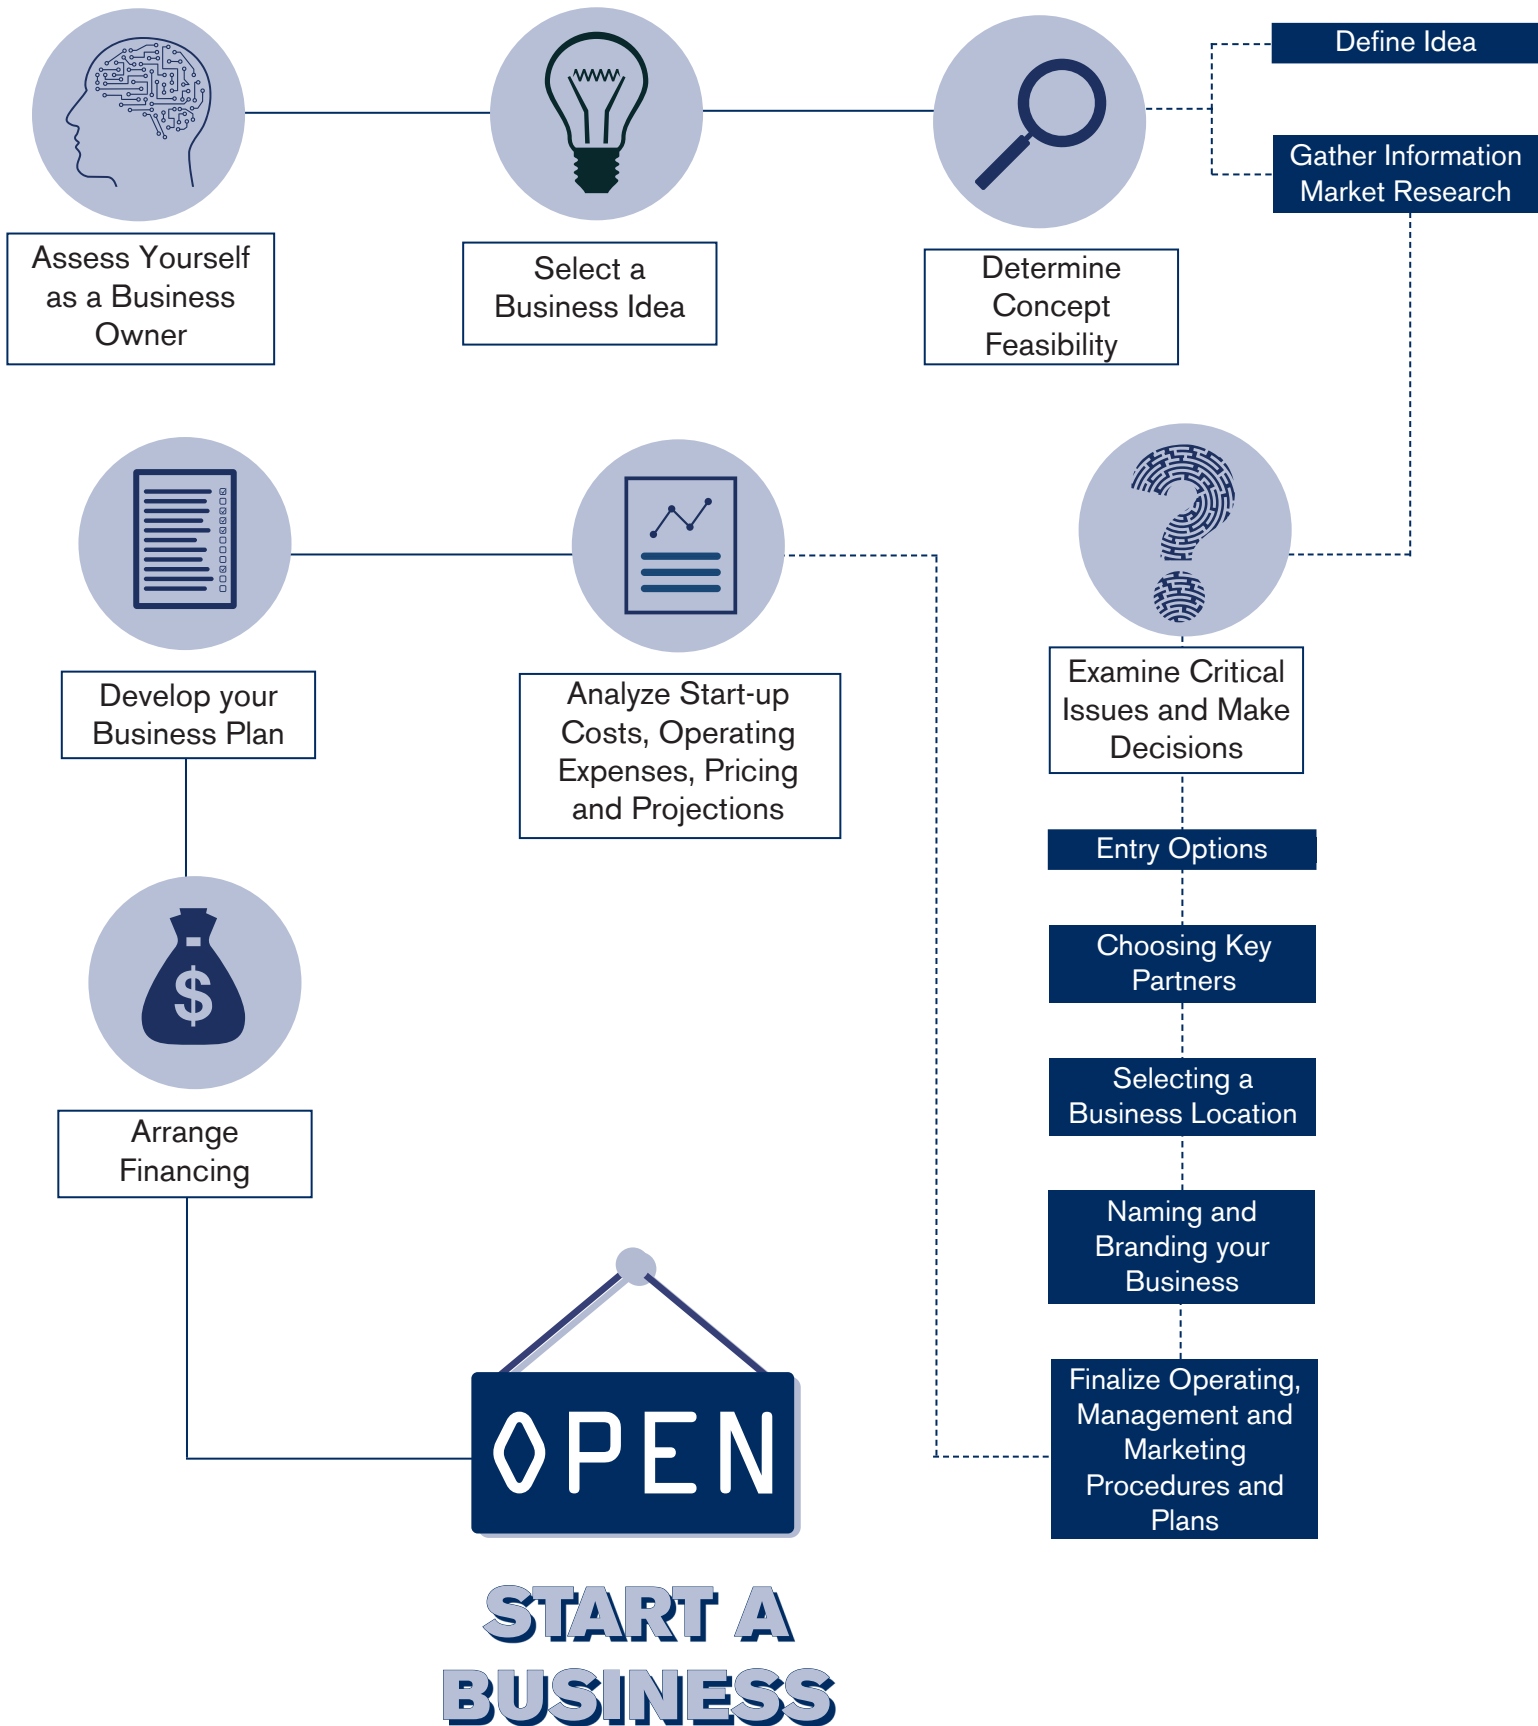 Assess Yourself
as a Business
Owner
Select a
Business Idea
Determine
Concept
Feasibility
Define Idea
Gather Information
Market Research
Examine Critical
Issues and Make
Decisions
Entry Options
Choosing Key
Partners
Selecting a
Business Location
Naming and
Branding your
Business
Finalize Operating,
Management and
Marketing
Procedures and
Plans
Analyze Start-up
Costs, Operating
Expenses, Pricing
and Projections
Develop your
Business Plan
$
Arrange
Financing
OPEN
START A
BUSINESS